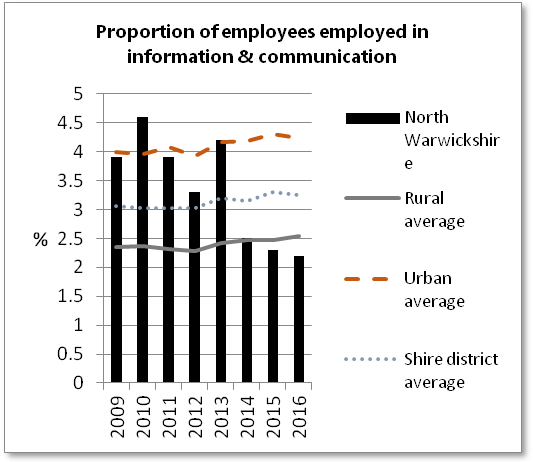 Proportion of employees employed in
information & communication
5
4.5
4
3.5
3
2.5
2
1.5
1
0.5
0
%
2009
2010
2011
2012
2013
2014
2015
2016
North
Warwickshir
e
Rural
average
Urban
average
Shire district
average